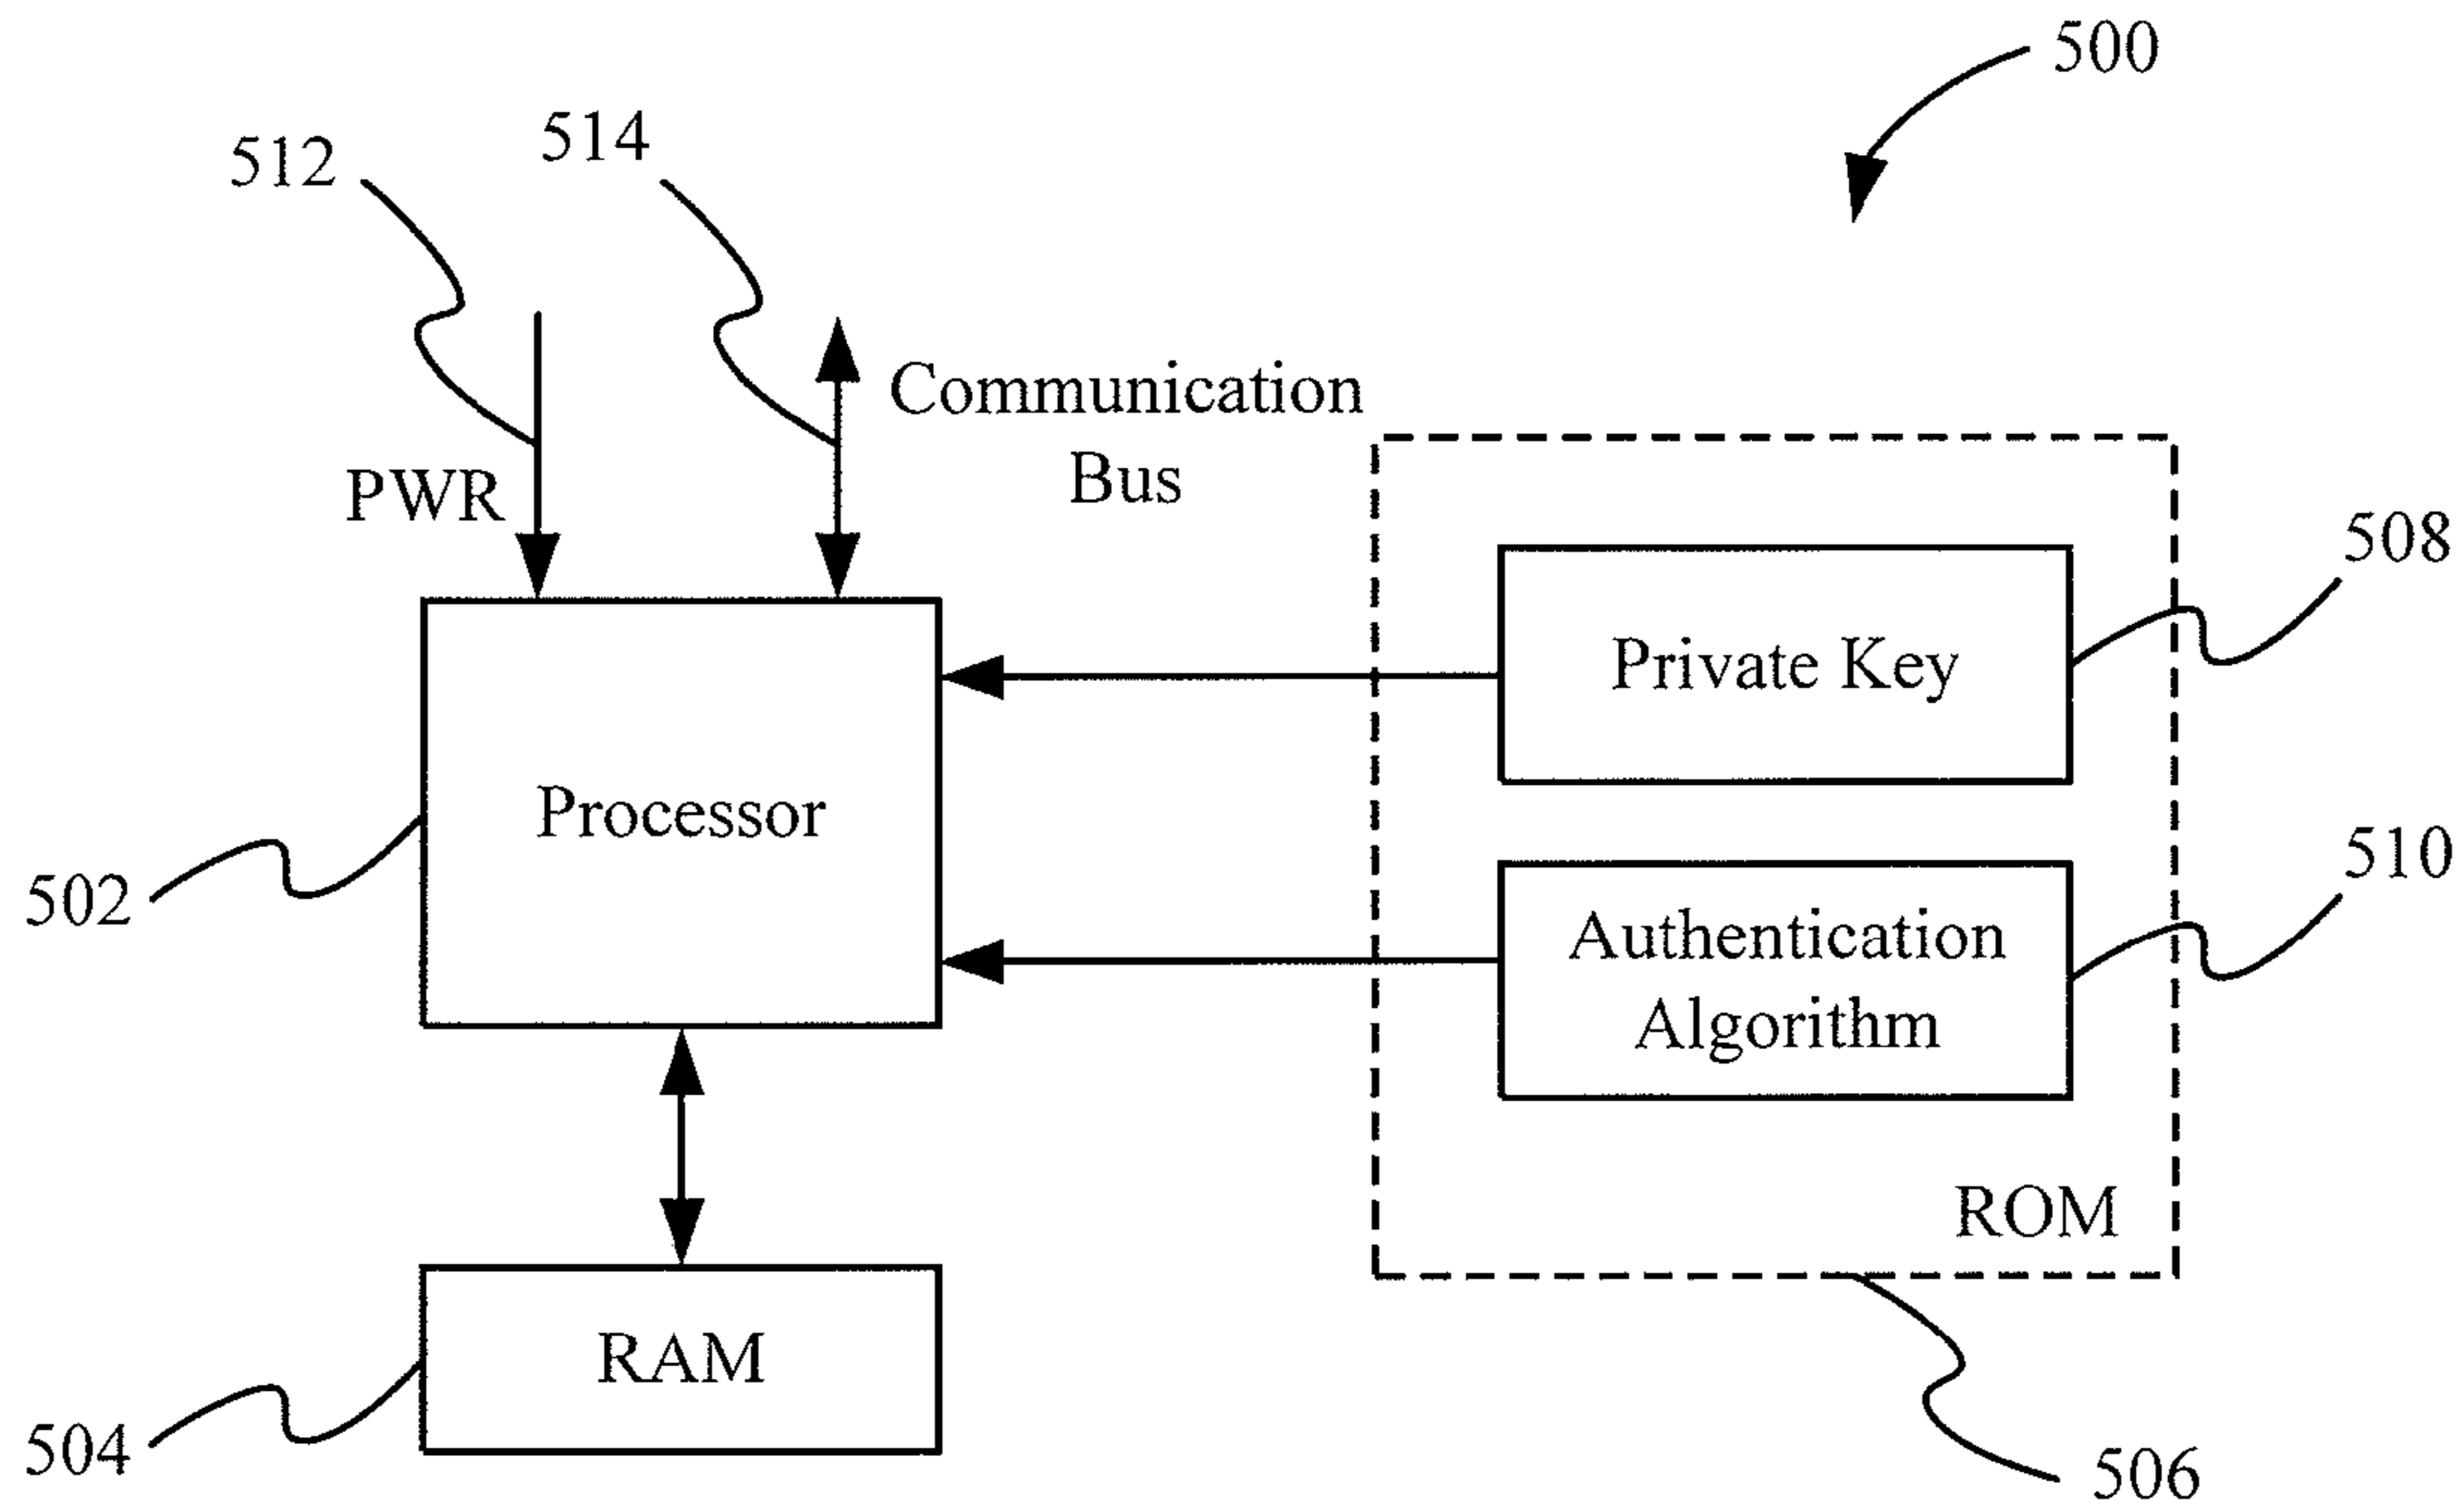 500
514
512
Communication
Bus
PWR
508
Private Key
Processor
510
502
Authentication
Algorithm
ROM
RAM
504
506